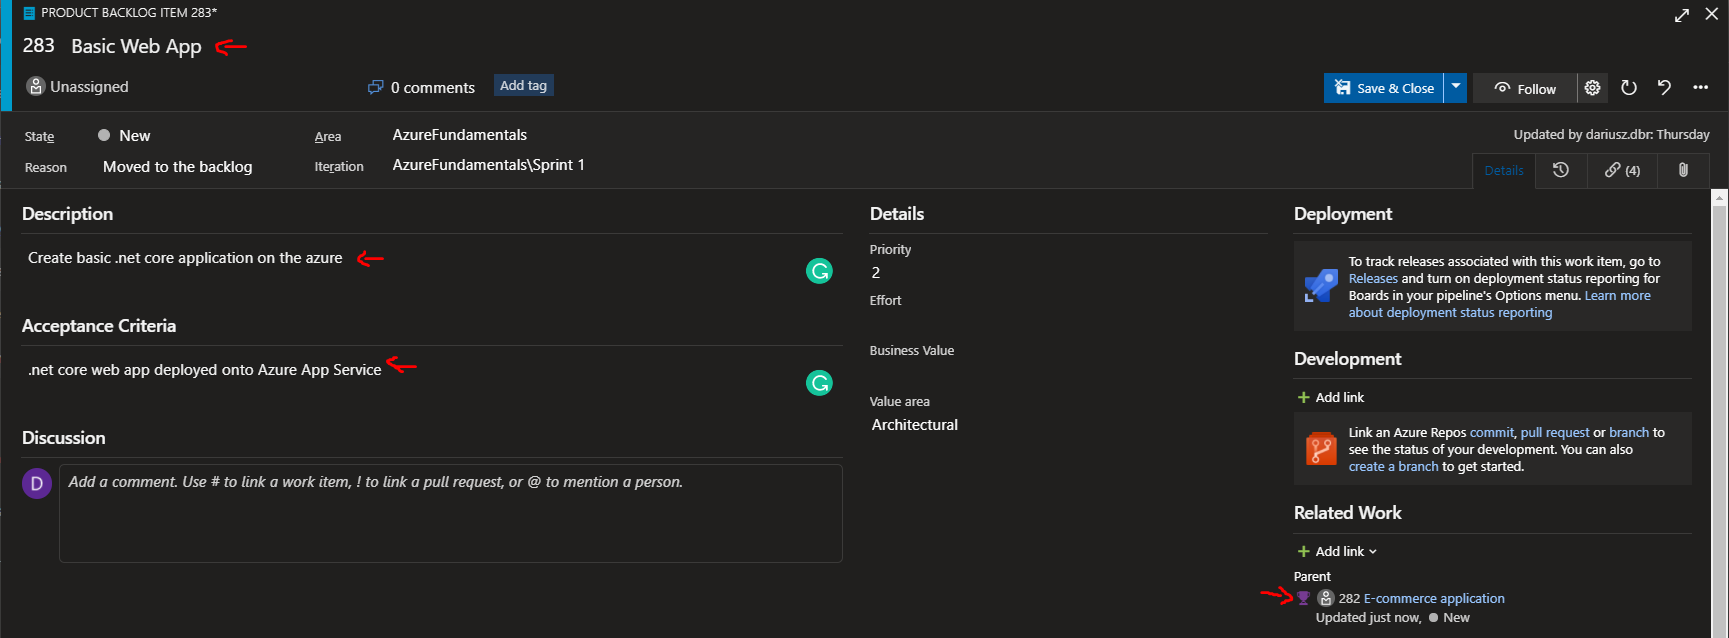 PRODUCT BACKLOG ITEM 283*
283 Basic Web App
Unassigned
0 comments
Add tag
Save & Close
Follow
State
New
Area
AzureFundamentals
Updated by dariusz.dbr: Thursday
Reason
Moved to the backlog
Iteration
AzureFundamentals\Sprint 1
Details
(4)
Description
Create basic .net core application on the azure
Acceptance Criteria
.net core web app deployed onto Azure App Service
Discussion
D
Add a comment. Use # to link a work item, ! to link a pull request, or @ to mention a person.
Details
Priority
2
Effort
Business Value
Value area
Architectural
Deployment
To track releases associated with this work item, go to
Releases and turn on deployment status reporting for
Boards in your pipeline's Options menu. Learn more
about deployment status reporting
Development
+ Add link
Link an Azure Repos commit, pull request or branch to
see the status of your development. You can also
create a branch to get started.
Related Work
+ Add link
Parent
282 E-commerce application
Updated just now, New